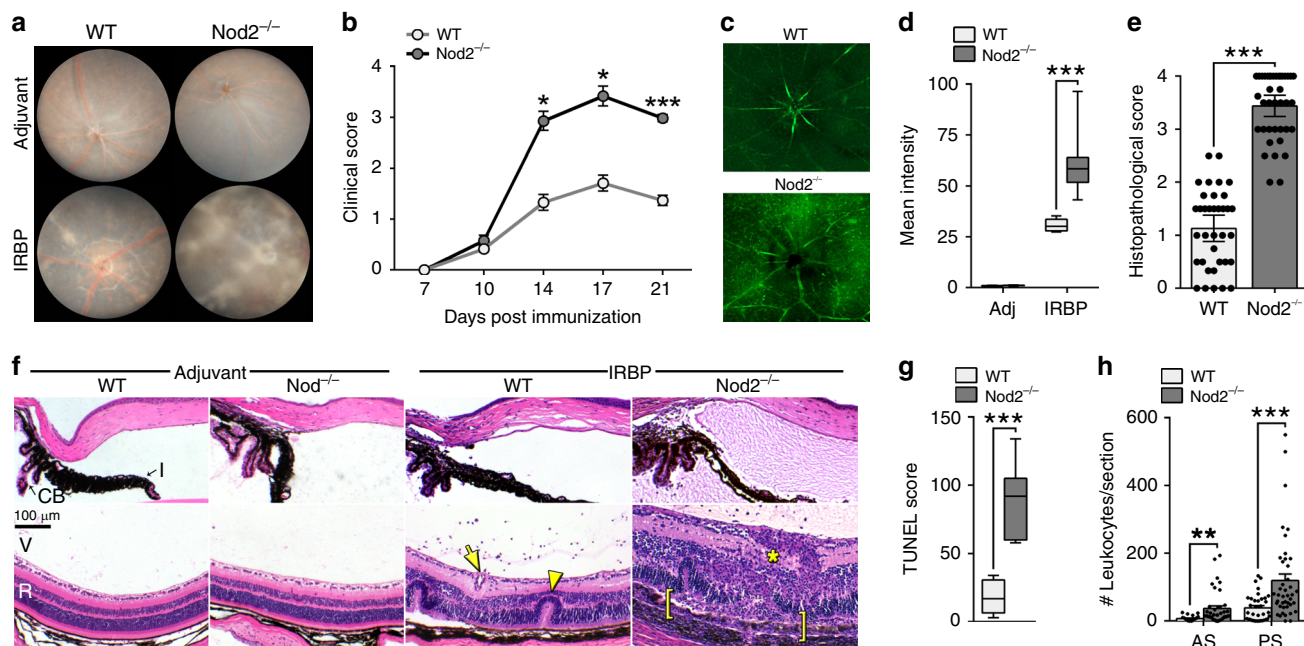 a
WT
Nod2–/–
Adjuvant
IRBP
b
WT
Nod2–/–
Clinical score
4
3
2
1
0
*
*
***
7
10
14
17
21
Days post immunization
c
WT
Nod2–/–
d
WT
Nod2–/–
Mean intensity
100
75
50
25
0
***
Adj
IRBP
e
Histopathological score
4
3
2
1
0
***
WT
Nod2–/–
f
Adjuvant
IRBP
WT
Nod–/–
WT
Nod2–/–
I
CB
100 μm
V
R
*
[
]
g
WT
Nod2–/–
TUNEL score
150
100
50
0
***
h
WT
Nod2–/–
# Leukocytes/section
600
400
200
0
**
***
AS
PS